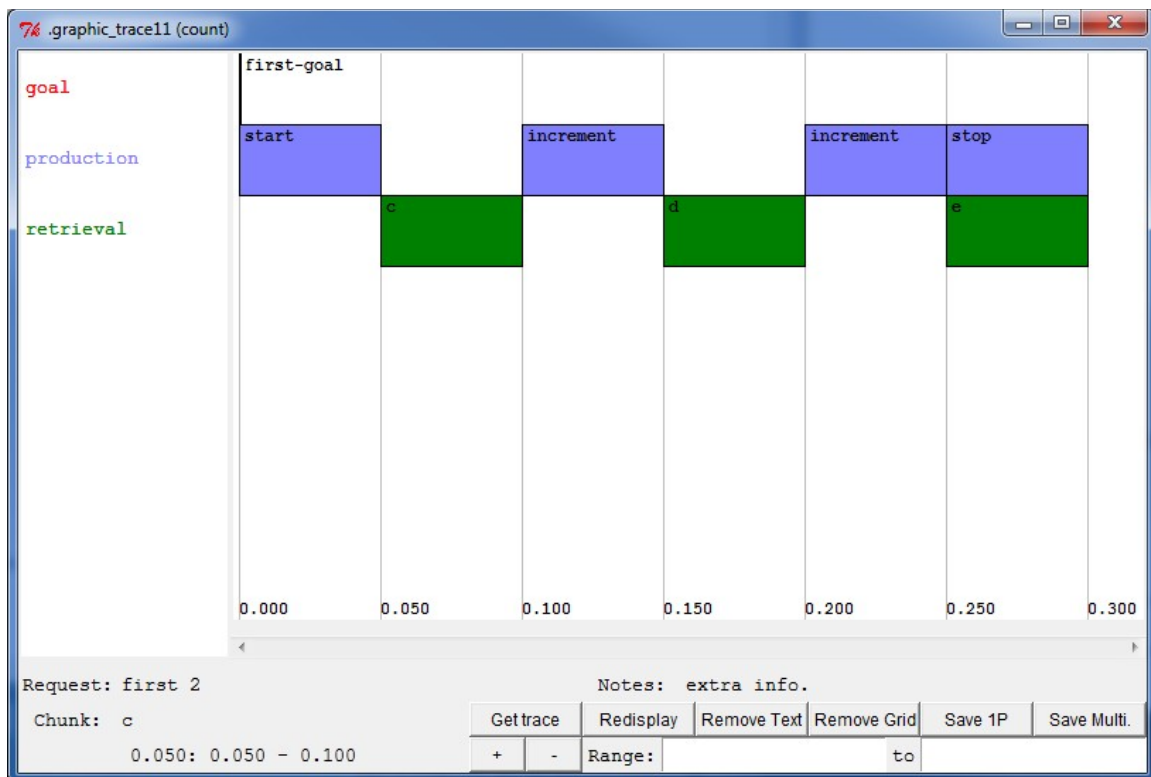 .graphic_trace11 (count)
first-goal
goal
start increment increment stop
production
c d e
retrieval
0.000 0.050 0.100 0.150 0.200 0.250 0.300
Request: first 2 Notes: extra info.
Chunk: c Get trace Redisplay Remove Text Remove Grid Save 1P Save Multi.
0.050: 0.050 - 0.100 + - Range: to